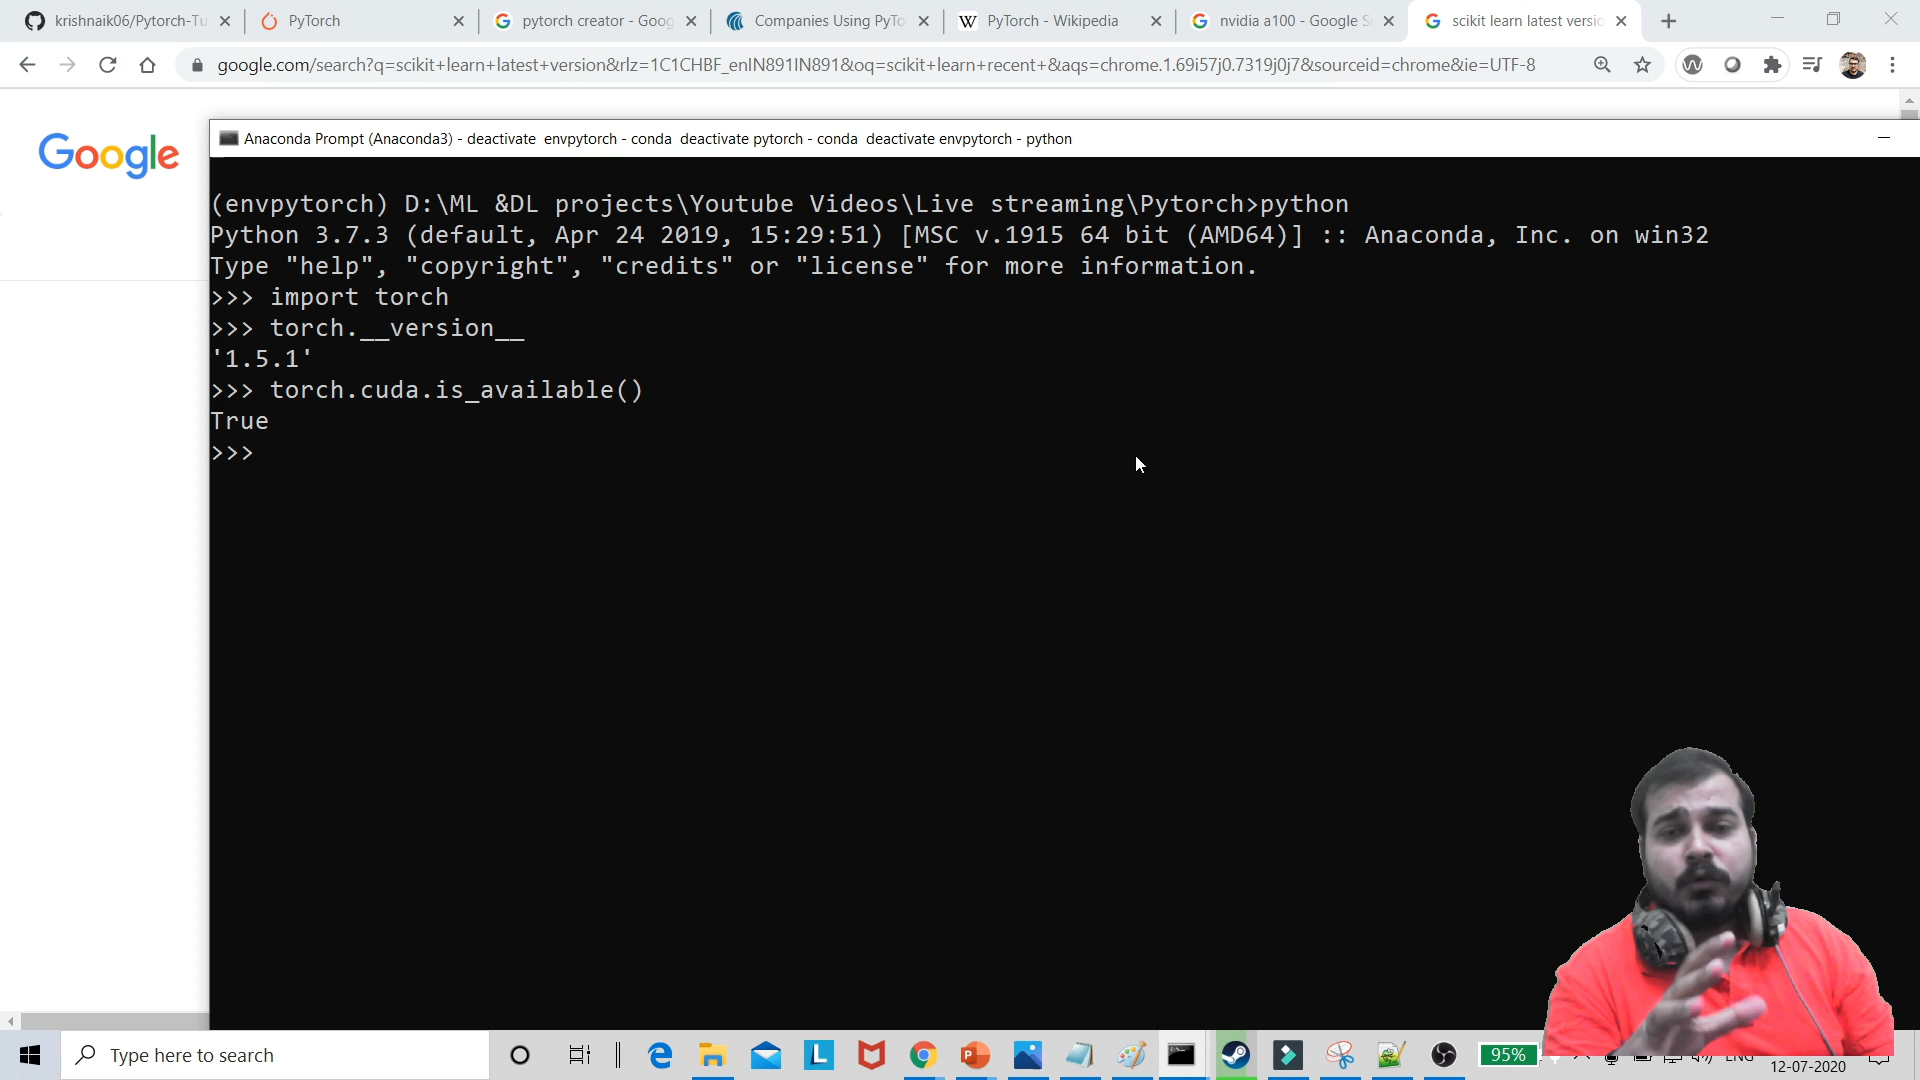 krishnaik06/Pytorch-Tu
PyTorch
pytorch creator - Goog
Companies Using PyTo
W PyTorch - Wikipedia
nvidia a100 - Google S
scikit learn latest versio
google.com/search?q=scikit+learn+latest+version&rlz=1C1CHBF_enIN891IN891&oq=scikit+learn+recent+&aqs=chrome.1.69i57j0.7319j0j7&sourceid=chrome&ie=UTF-8
Google
Anaconda Prompt (Anaconda3) - deactivate  envpytorch - conda  deactivate pytorch - conda  deactivate envpytorch - python
(envpytorch) D:\ML &DL projects\Youtube Videos\Live streaming\Pytorch>python
Python 3.7.3 (default, Apr 24 2019, 15:29:51) [MSC v.1915 64 bit (AMD64)] :: Anaconda, Inc. on win32
Type "help", "copyright", "credits" or "license" for more information.
>>> import torch
>>> torch.__version__
'1.5.1'
>>> torch.cuda.is_available()
True
>>>
Type here to search
L
95%
ENG
12-07-2020